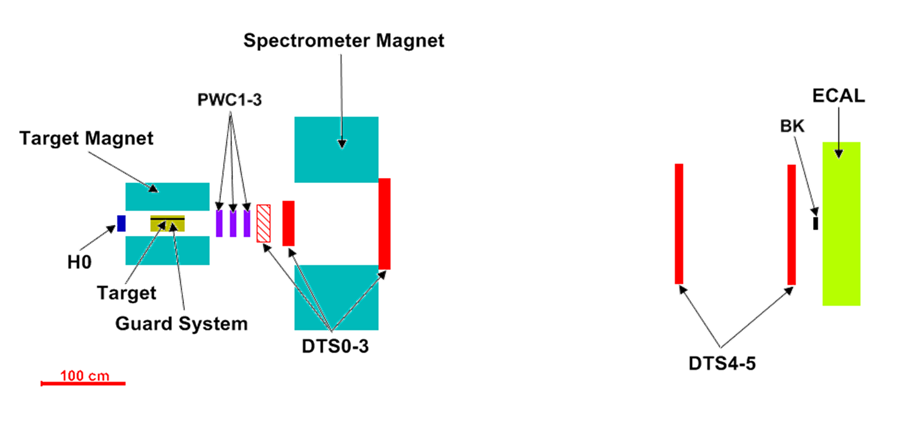 Spectrometer Magnet
PWC1-3
ECAL
BK
Target Magnet
H0
Target
Guard System
DTS0-3
DTS4-5
100 cm